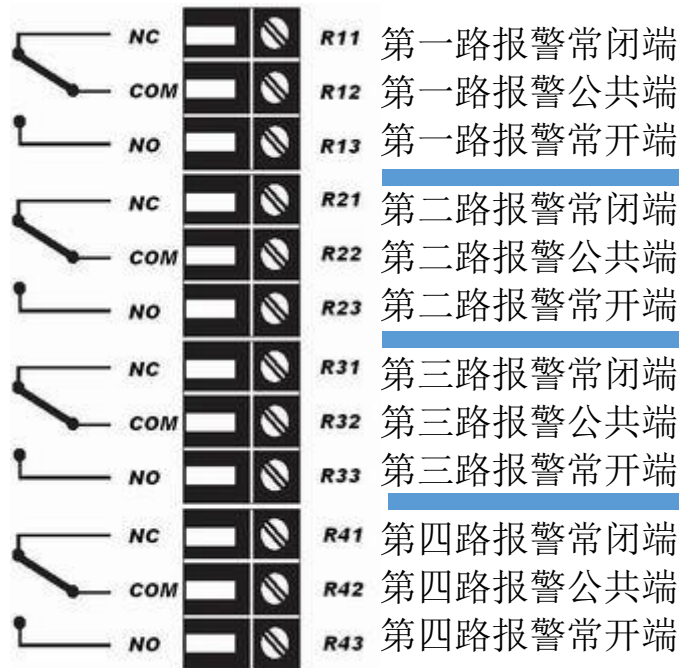 NC R11 第一路报警常闭端
COM R12 第一路报警公共端
NO R13 第一路报警常开端
NC R21 第二路报警常闭端
COM R22 第二路报警公共端
NO R23 第二路报警常开端
NC R31 第三路报警常闭端
COM R32 第三路报警公共端
NO R33 第三路报警常开端
NC R41 第四路报警常闭端
COM R42 第四路报警公共端
NO R43 第四路报警常开端